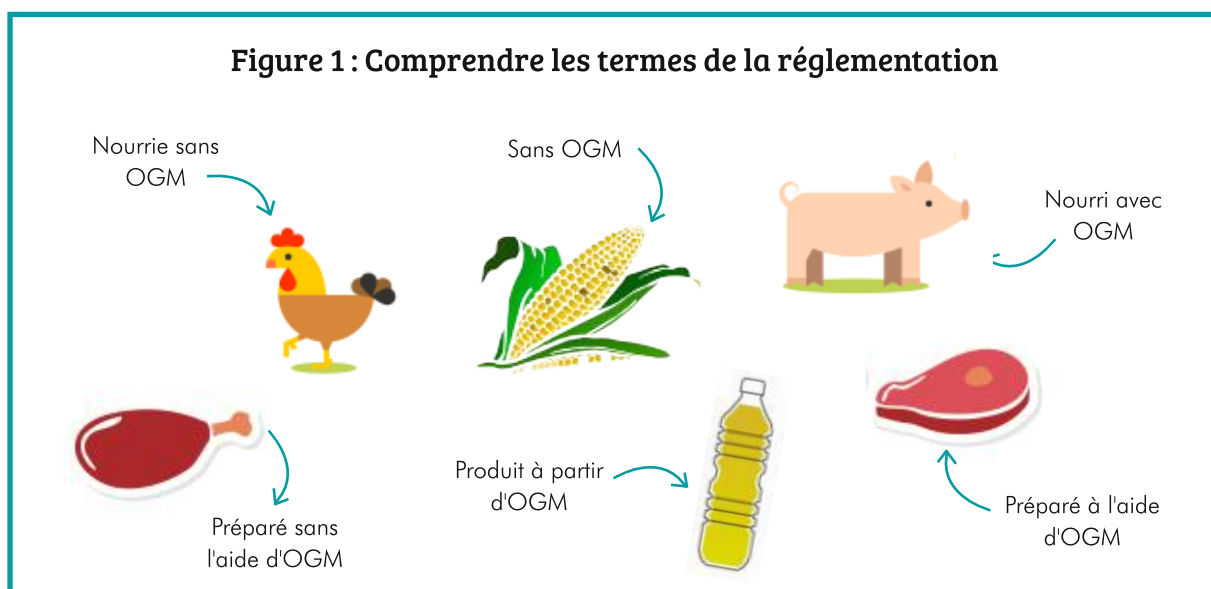 Figure 1 : Comprendre les termes de la réglementation
Nourrie sans
OGM
Sans OGM
Nourri avec
OGM
Préparé sans
l'aide d'OGM
Produit à partir
d'OGM
Préparé à l'aide
d'OGM